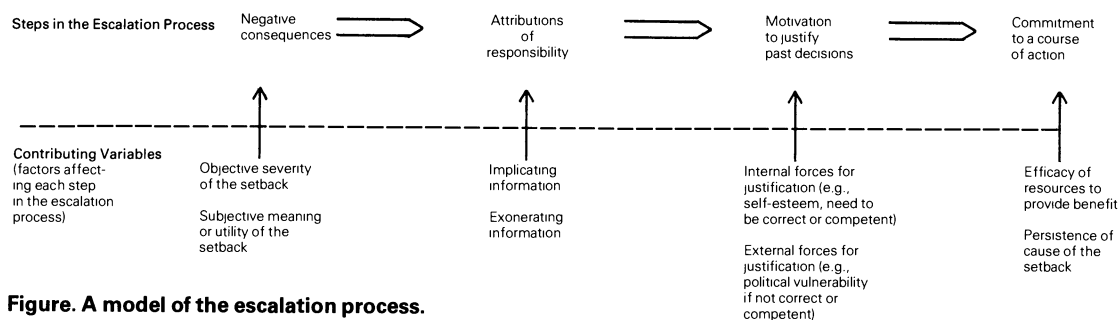 Steps in the Escalation Process
Negative
consequences
Attributions
of
responsibility
Motivation
to justify
past decisions
Commitment
to a course
of action
Contributing Variables
(factors affect-
ing each step
in the escalation
process)
Objective severity
of the setback
Subjective meaning
or utility of the
setback
Implicating
information
Exonerating
information
Internal forces for
justification (e.g.,
self-esteem, need to
be correct or competent)
External forces for
justification (e.g.,
political vulnerability
if not correct or
competent)
Efficacy of
resources to
provide benefit
Persistence of
cause of the
setback
Figure. A model of the escalation process.